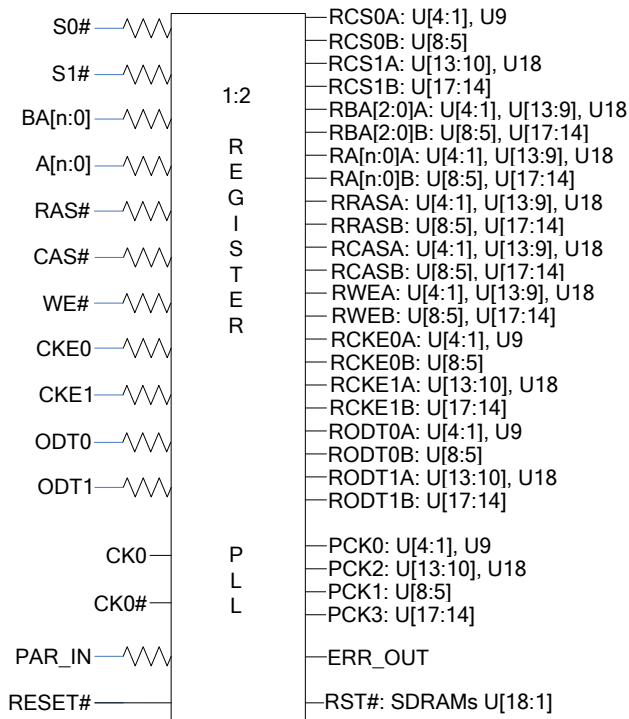 S0#
S1#
BA[n:0]
A[n:0]
RAS#
CAS#
WE#
CKE0
CKE1
ODT0
ODT1
CK0
CK0#
PAR_IN
RESET#
1:2
R
E
G
I
S
T
E
R
P
L
L
RCS0A: U[4:1], U9
RCS0B: U[8:5]
RCS1A: U[13:10], U18
RCS1B: U[17:14]
RBA[2:0]A: U[4:1], U[13:9], U18
RBA[2:0]B: U[8:5], U[17:14]
RA[n:0]A: U[4:1], U[13:9], U18
RA[n:0]B: U[8:5], U[17:14]
RRASA: U[4:1], U[13:9], U18
RRASB: U[8:5], U[17:14]
RCASA: U[4:1], U[13:9], U18
RCASB: U[8:5], U[17:14]
RWEA: U[4:1], U[13:9], U18
RWEB: U[8:5], U[17:14]
RCKE0A: U[4:1], U9
RCKE0B: U[8:5]
RCKE1A: U[13:10], U18
RCKE1B: U[17:14]
RODT0A: U[4:1], U9
RODT0B: U[8:5]
RODT1A: U[13:10], U18
RODT1B: U[17:14]
PCK0: U[4:1], U9
PCK2: U[13:10], U18
PCK1: U[8:5]
PCK3: U[17:14]
ERR_OUT
RST#: SDRAMs U[18:1]